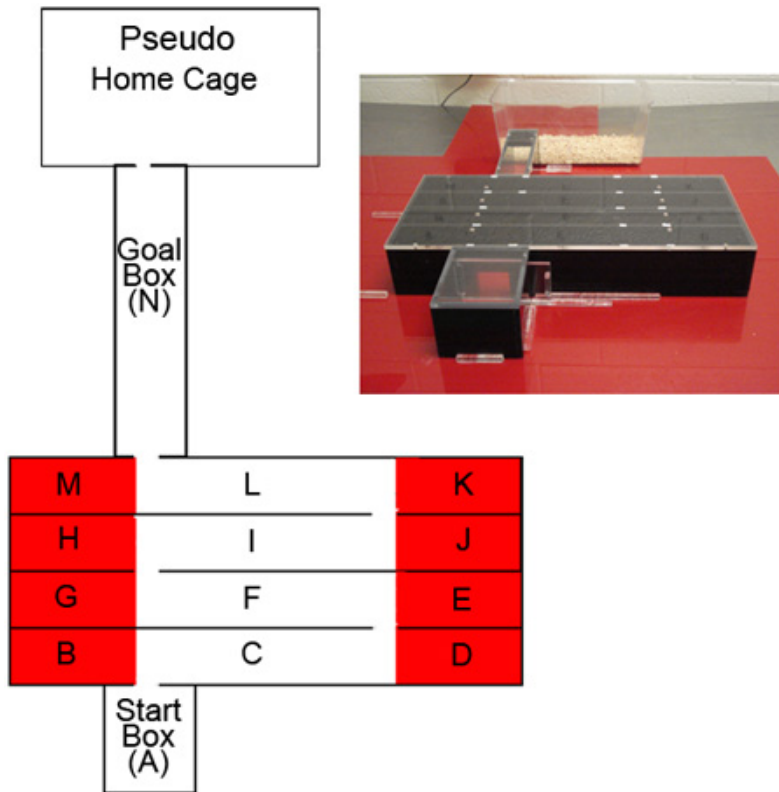 Pseudo
Home Cage
Goal
Box
(N)
M L K
H I J
G F E
B C D
Start
Box
(A)